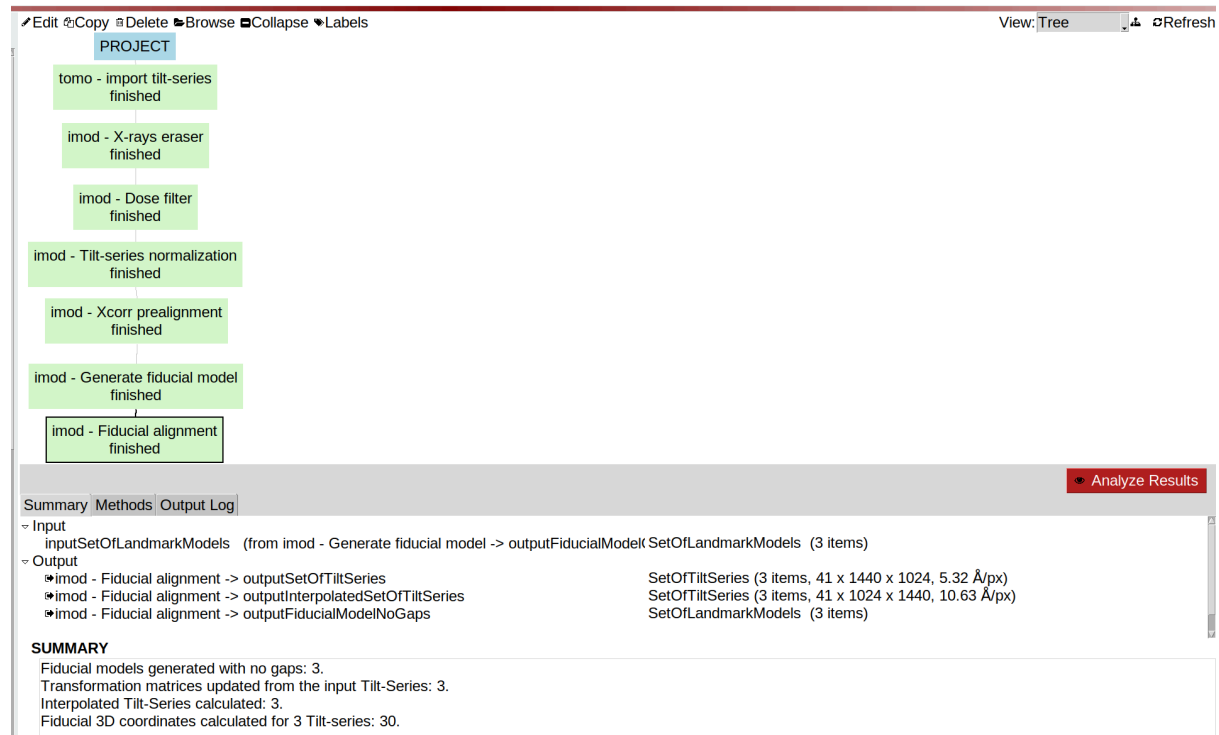 Edit Copy Delete Browse Collapse Labels View: Tree Refresh
PROJECT
tomo - import tilt-series
finished
imod - X-rays eraser
finished
imod - Dose filter
finished
imod - Tilt-series normalization
finished
imod - Xcorr prealignment
finished
imod - Generate fiducial model
finished
imod - Fiducial alignment
finished
Analyze Results
Summary Methods Output Log
Input
inputSetOfLandmarkModels (from imod - Generate fiducial model -> outputFiducialModel( SetOfLandmarkModels (3 items)
Output
imod - Fiducial alignment -> outputSetOfTiltSeries SetOfTiltSeries (3 items, 41 x 1440 x 1024, 5.32 Å/px)
imod - Fiducial alignment -> outputInterpolatedSetOfTiltSeries SetOfTiltSeries (3 items, 41 x 1024 x 1440, 10.63 Å/px)
imod - Fiducial alignment -> outputFiducialModelNoGaps SetOfLandmarkModels (3 items)
SUMMARY
Fiducial models generated with no gaps: 3.
Transformation matrices updated from the input Tilt-Series: 3.
Interpolated Tilt-Series calculated: 3.
Fiducial 3D coordinates calculated for 3 Tilt-series: 30.